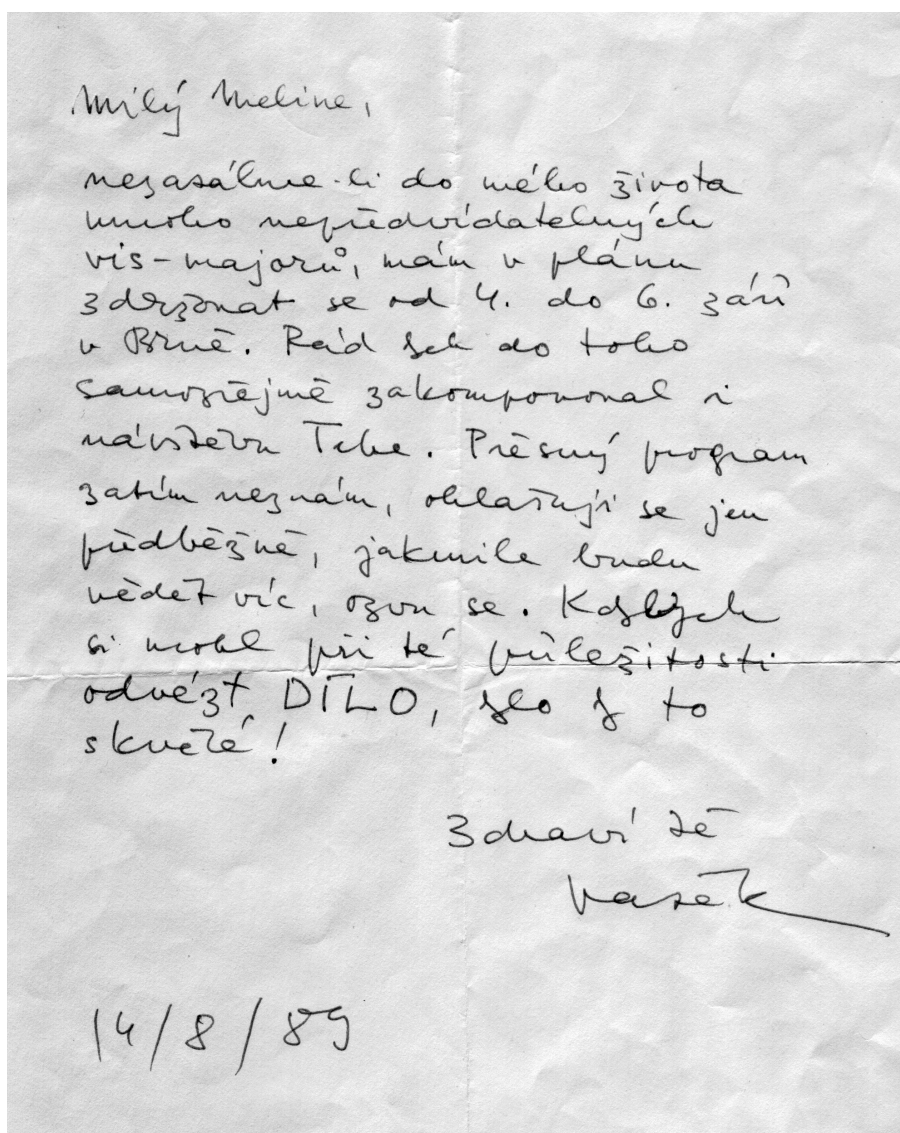 Milý Meline,
nezasáhne-li do mého života
mnoho nepředvídatelných
vis-majorů, mám v plánu
zdržovat se od 4. do 6. září
v Brně. Rád bych do toho
samozřejmě zakomponoval i
návštěvu Tebe. Přesný program
zatím neznám, ohlašuji se jen
předběžně, jakmile budu
vědět víc, ozvu se. Kdybych
si mohl při té příležitosti
odvézt DÍLO, bylo by to
skvělé!
Zdraví tě
Vašek
14/8/89